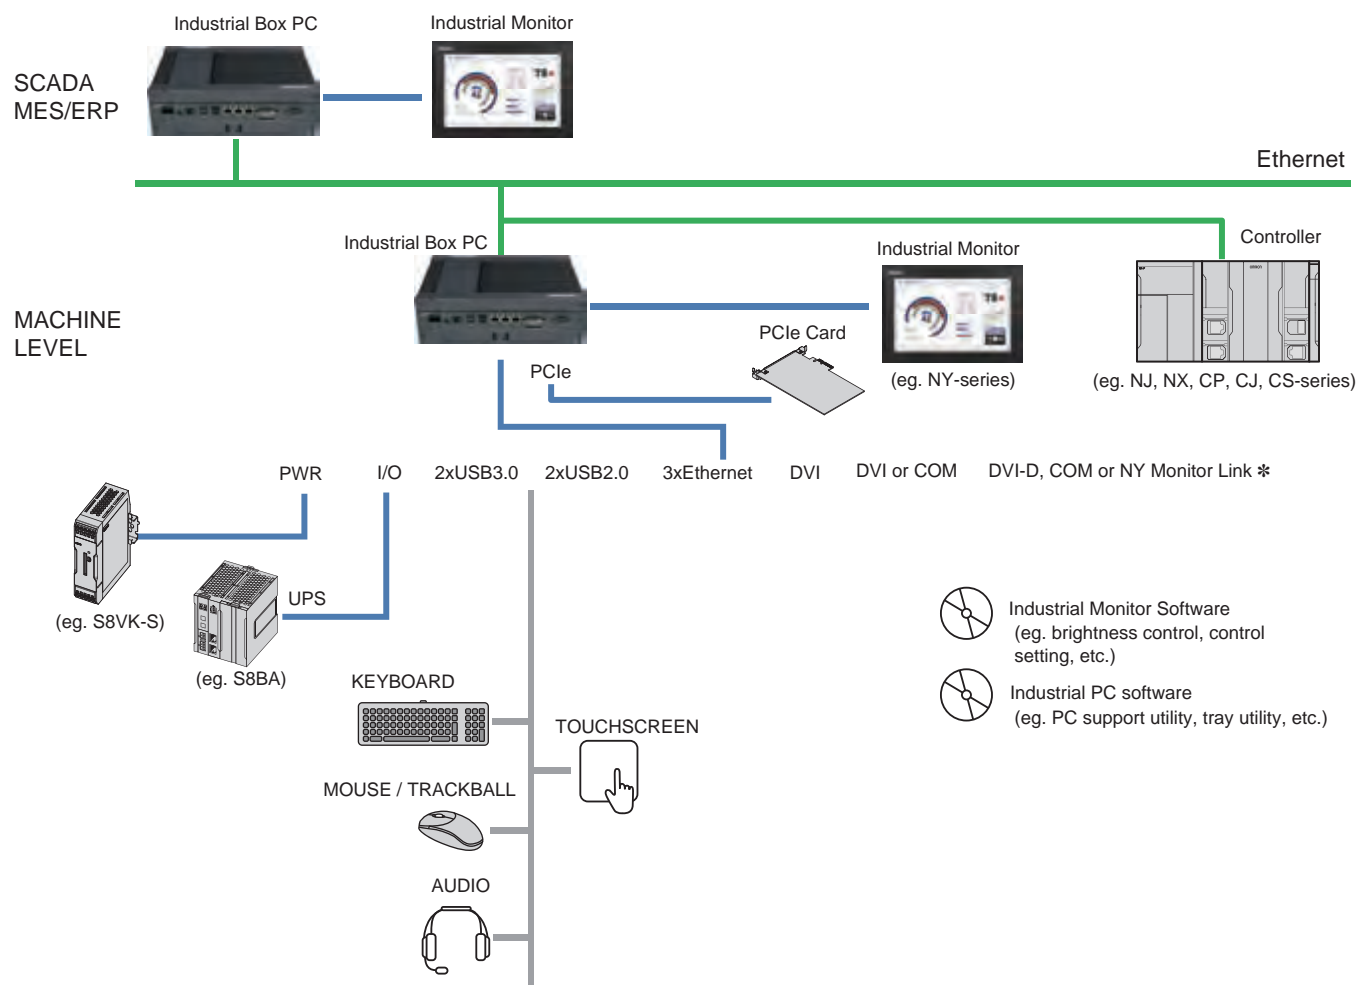 Industrial Box PC
Industrial Monitor
SCADA
MES/ERP
Ethernet
Industrial Box PC
Industrial Monitor
Controller
MACHINE
LEVEL
PCIe Card
PCIe
(eg. NY-series)
(eg. NJ, NX, CP, CJ, CS-series)
PWR
I/O
2xUSB3.0
2xUSB2.0
3xEthernet
DVI
DVI or COM
DVI-D, COM or NY Monitor Link ✻
UPS
(eg. S8VK-S)
(eg. S8BA)
Industrial Monitor Software
(eg. brightness control, control
setting, etc.)
Industrial PC software
(eg. PC support utility, tray utility, etc.)
KEYBOARD
TOUCHSCREEN
MOUSE / TRACKBALL
AUDIO